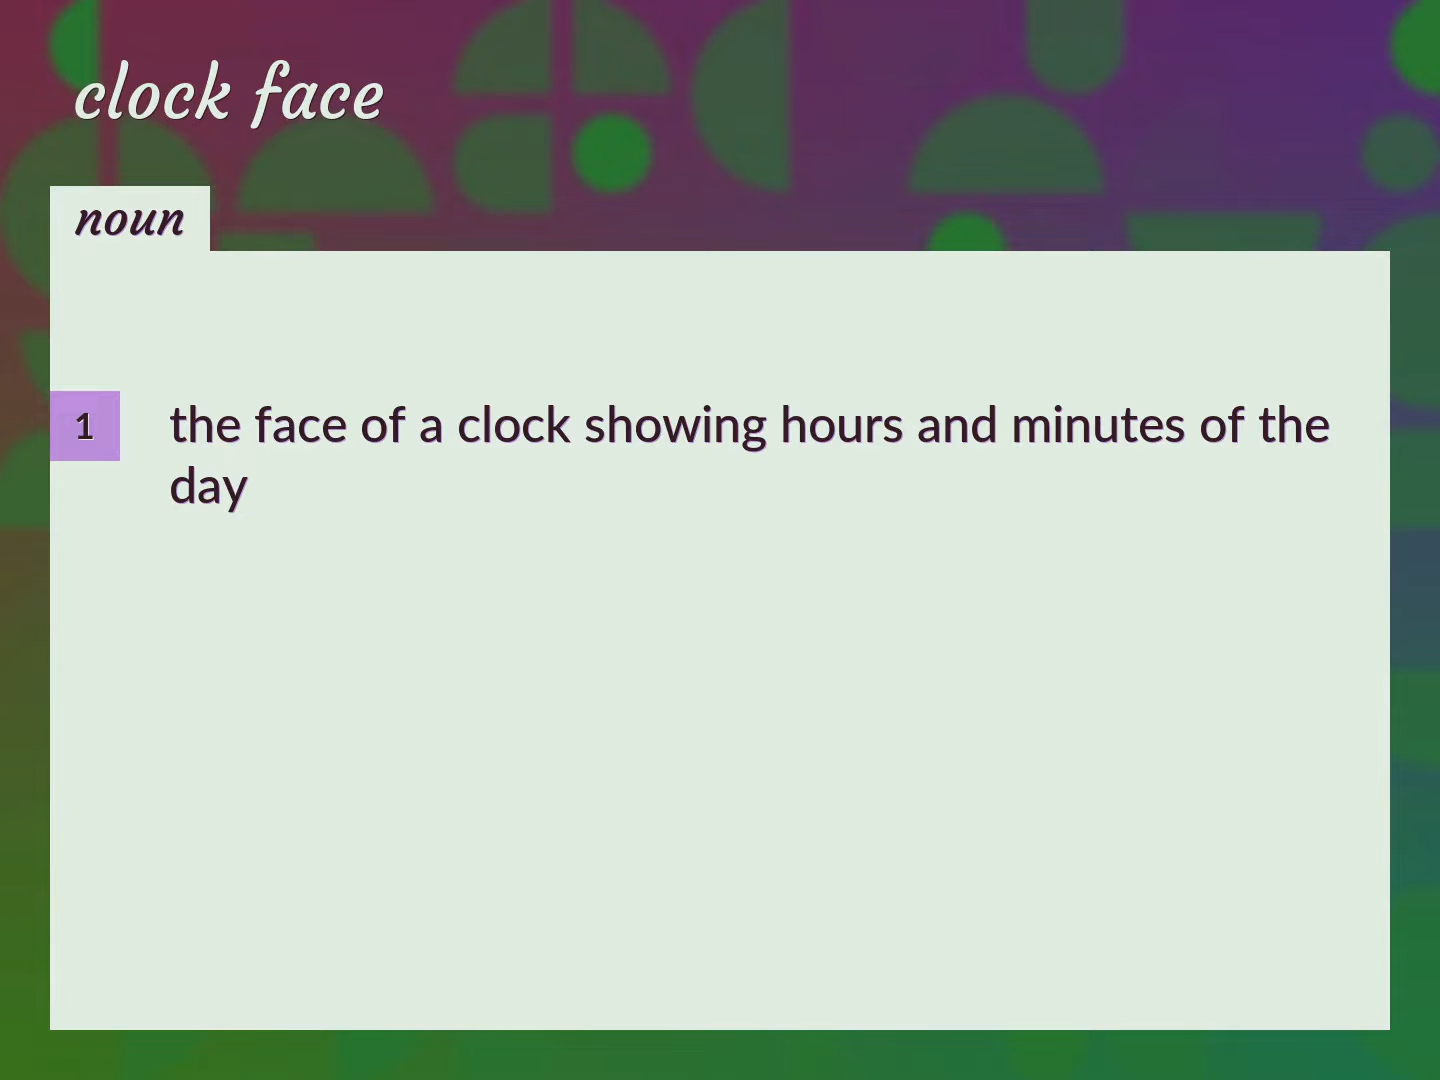 clock face
noun
1
the face of a clock showing hours and minutes of the
day